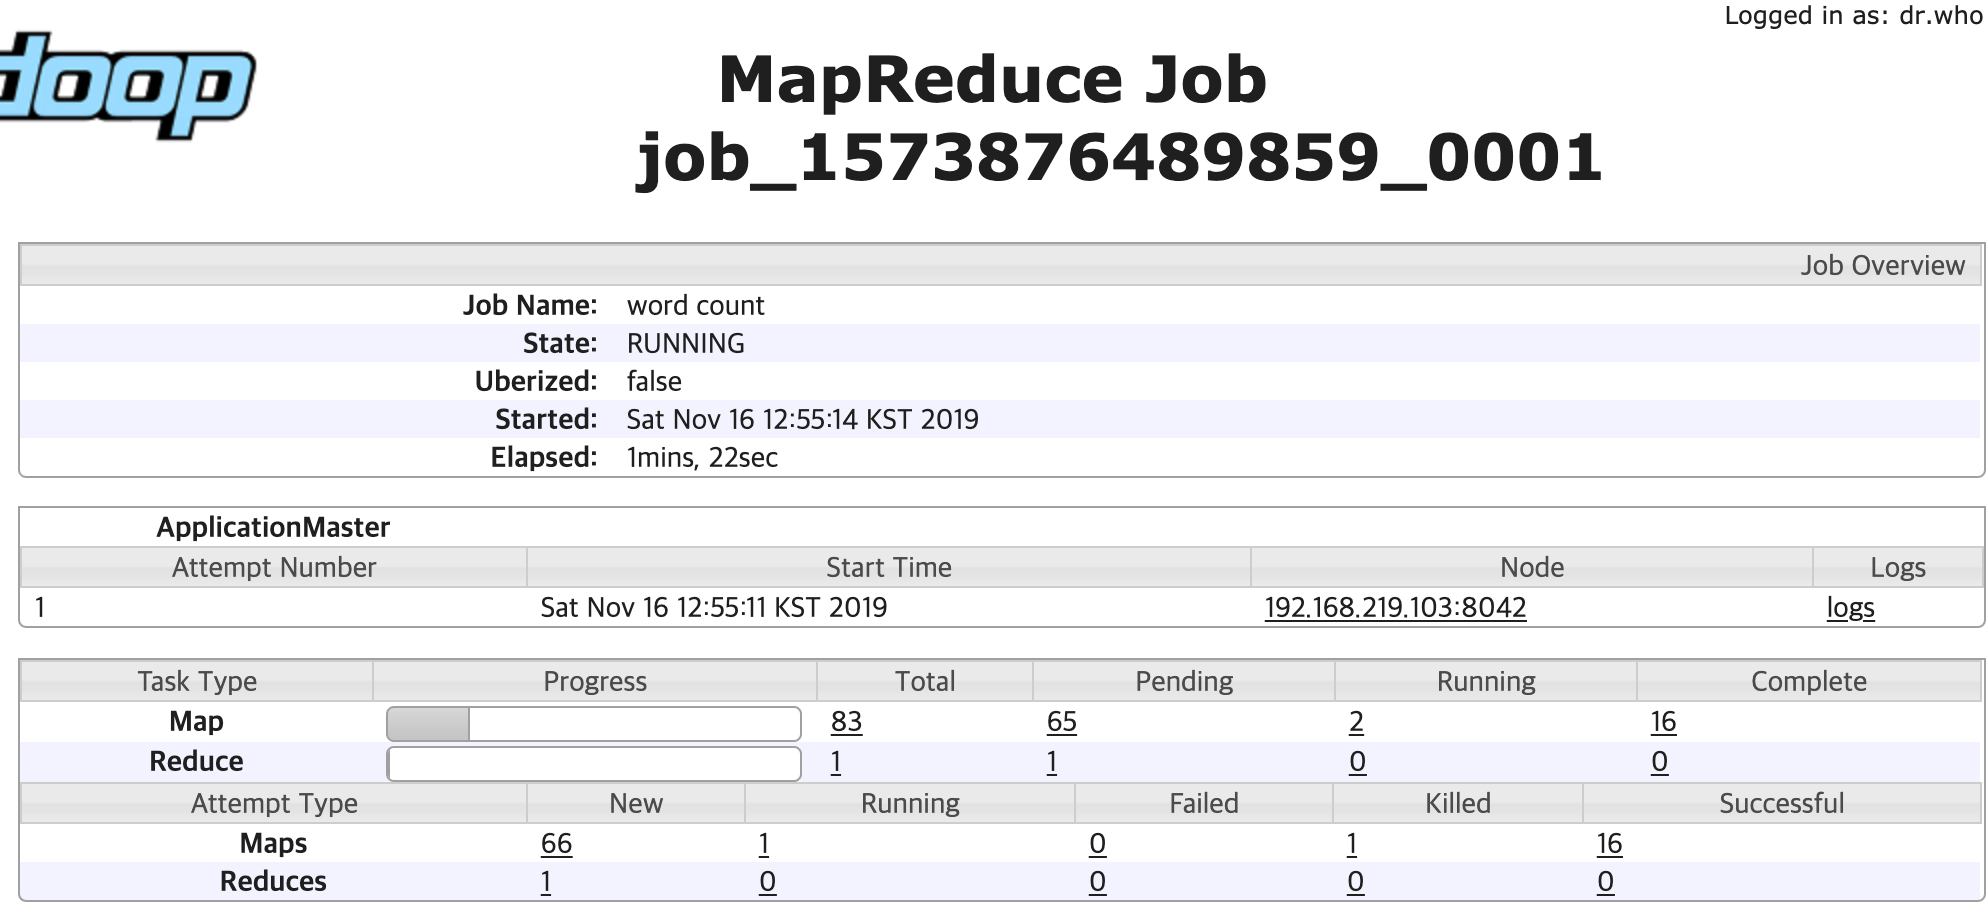 Logged in as: dr.who
doop
MapReduce Job
job_1573876489859_0001
Job Overview
Job Name: word count
State: RUNNING
Uberized: false
Started: Sat Nov 16 12:55:14 KST 2019
Elapsed: 1mins, 22sec
ApplicationMaster
Attempt Number Start Time Node Logs
1 Sat Nov 16 12:55:11 KST 2019 192.168.219.103:8042 logs
Task Type Progress Total Pending Running Complete
Map 83 65 2 16
Reduce 1 1 0 0
Attempt Type New Running Failed Killed Successful
Maps 66 1 0 1 16
Reduces 1 0 0 0 0